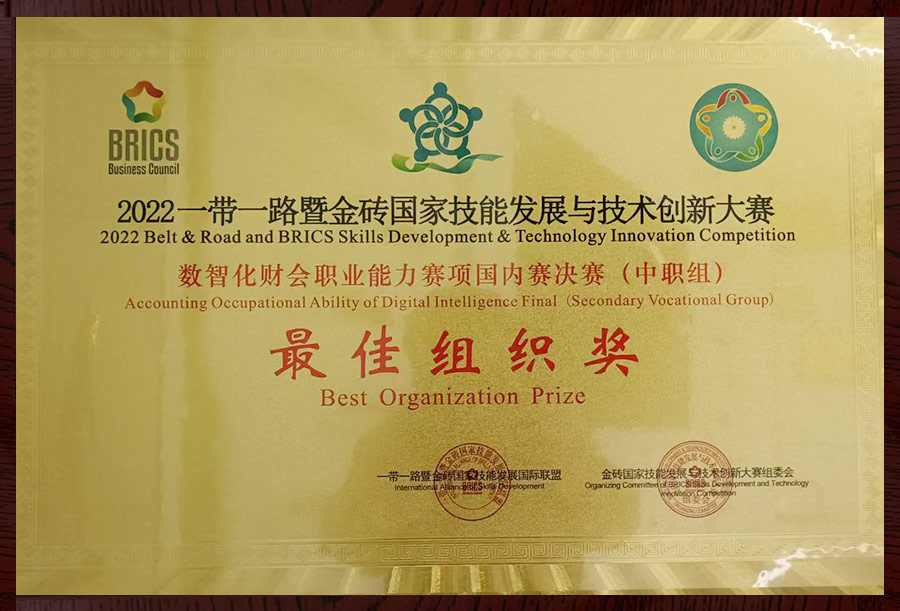 BRICS
Business Council
2022一带一路暨金砖国家技能发展与技术创新大赛
2022 Belt & Road and BRICS Skills Development & Technology Innovation Competition
数智化财会职业能力赛项国内赛决赛（中职组）
Accounting Occupational Ability of Digital Intelligence Final（Secondary Vocational Group）
最佳组织奖
Best Organization Prize
一带一路暨金砖国家技能发展国际联盟
International Alliance of Skills Development
金砖国家技能发展与技术创新大赛组委会
Organizing Committee of BRICS Skills Development and Technology
Innovation Competition